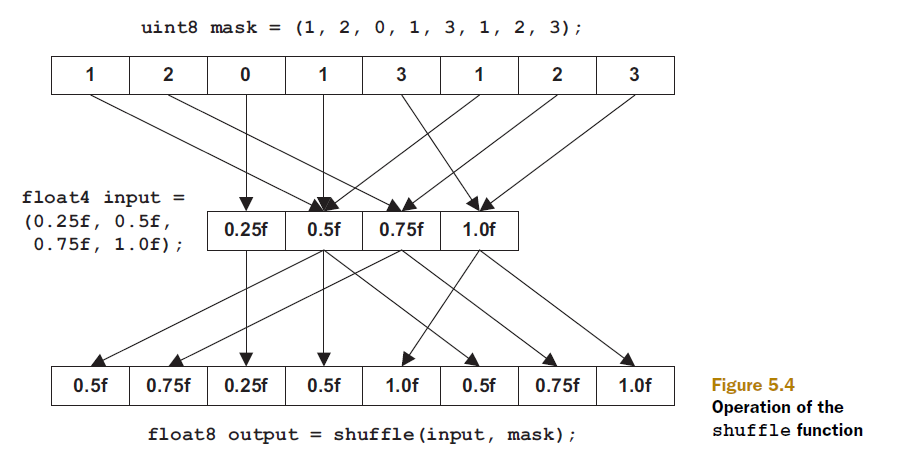 uint8 mask = (1, 2, 0, 1, 3, 1, 2, 3);
1 2 0 1 3 1 2 3
float4 input =
(0.25f, 0.5f,
0.75f, 1.0f);
0.25f 0.5f 0.75f 1.0f
0.5f 0.75f 0.25f 0.5f 1.0f 0.5f 0.75f 1.0f
float8 output = shuffle(input, mask);
Figure 5.4
Operation of the
shuffle function